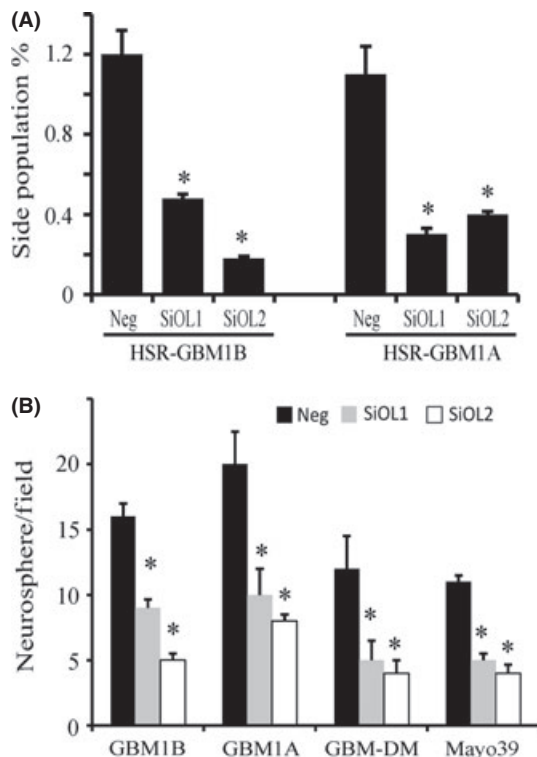 (A)
Side population %
1.2
0.8
0.4
0
Neg SiOL1 SiOL2 Neg SiOL1 SiOL2
HSR-GBM1B HSR-GBM1A
* * * *
(B)
Neg SiOL1 SiOL2
Neurosphere/field
20
15
10
5
0
* * * * * * * *
GBM1B GBM1A GBM-DM Mayo39